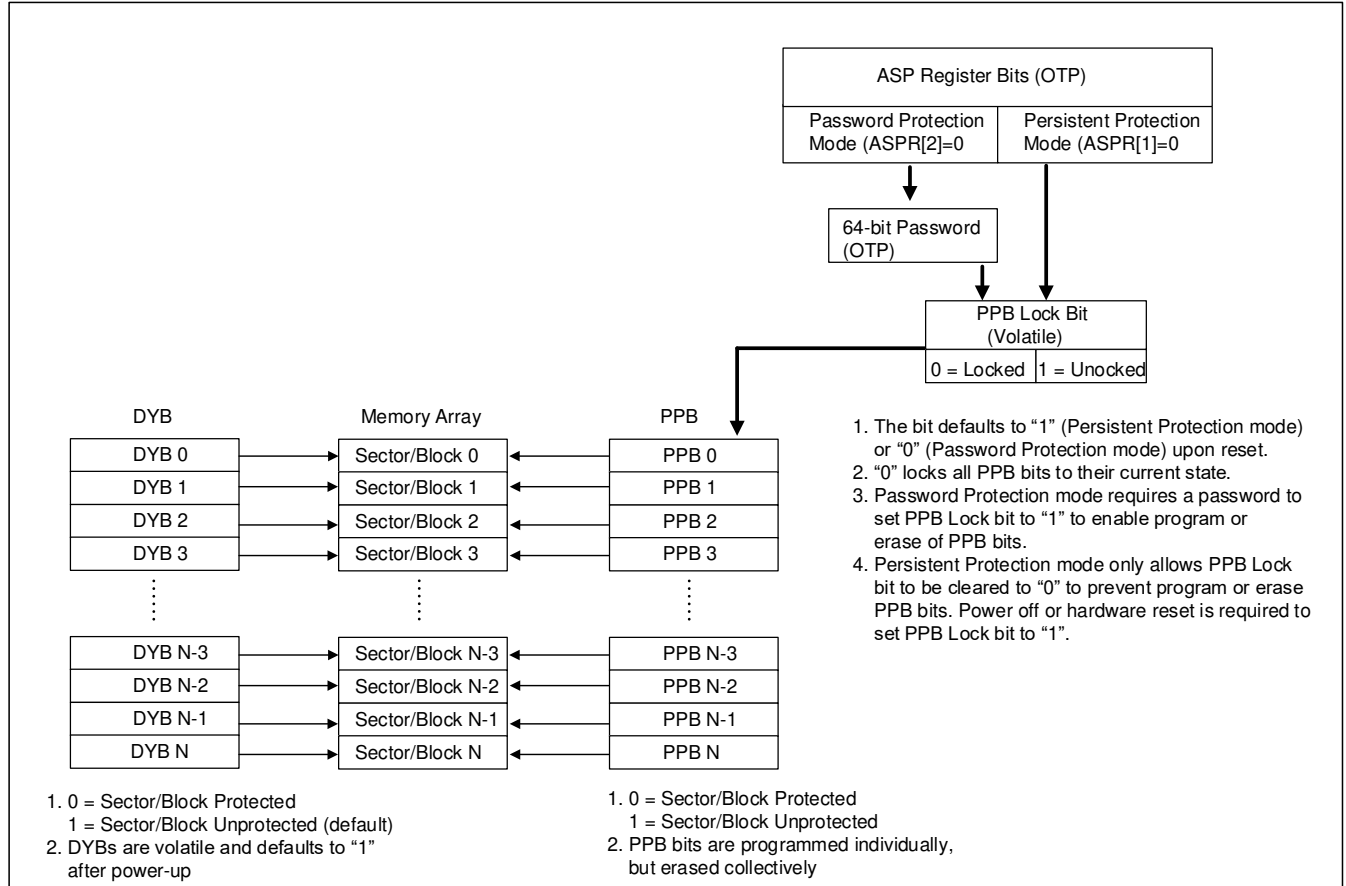 ASP Register Bits (OTP)
Password Protection
Mode (ASPR[2]=0
Persistent Protection
Mode (ASPR[1]=0
64-bit Password
(OTP)
PPB Lock Bit
(Volatile)
0 = Locked
1 = Unocked
1. The bit defaults to “1” (Persistent Protection mode)
or “0” (Password Protection mode) upon reset.
2. “0” locks all PPB bits to their current state.
3. Password Protection mode requires a password to
set PPB Lock bit to “1” to enable program or
erase of PPB bits.
4. Persistent Protection mode only allows PPB Lock
bit to be cleared to “0” to prevent program or erase
PPB bits. Power off or hardware reset is required to
set PPB Lock bit to “1”.
DYB Memory Array PPB
DYB 0 Sector/Block 0 PPB 0
DYB 1 Sector/Block 1 PPB 1
DYB 2 Sector/Block 2 PPB 2
DYB 3 Sector/Block 3 PPB 3
DYB N-3 Sector/Block N-3 PPB N-3
DYB N-2 Sector/Block N-2 PPB N-2
DYB N-1 Sector/Block N-1 PPB N-1
DYB N Sector/Block N PPB N
1. 0 = Sector/Block Protected
1 = Sector/Block Unprotected (default)
2. DYBs are volatile and defaults to “1”
after power-up
1. 0 = Sector/Block Protected
1 = Sector/Block Unprotected
2. PPB bits are programmed individually,
but erased collectively